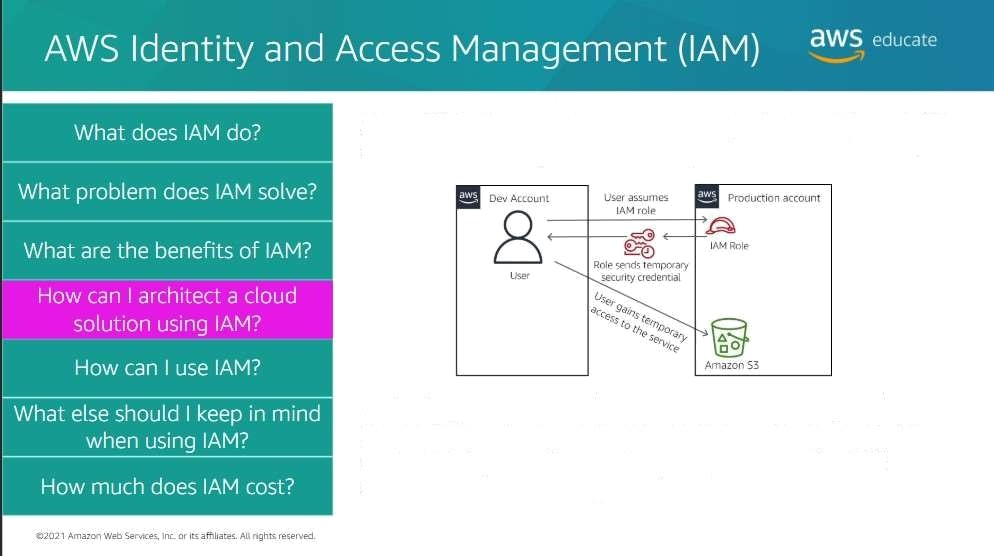 AWS Identity and Access Management (IAM)
aws educate
What does IAM do?
What problem does IAM solve?
What are the benefits of IAM?
How can I architect a cloud
solution using IAM?
How can I use IAM?
What else should I keep in mind
when using IAM?
How much does IAM cost?
aws
Dev Account
User
User assumes
IAM role
Role sends temporary
security credential
User gains temporary
access to the service
aws
Production account
IAM Role
Amazon S3
©2021 Amazon Web Services, Inc. or its affiliates. All rights reserved.